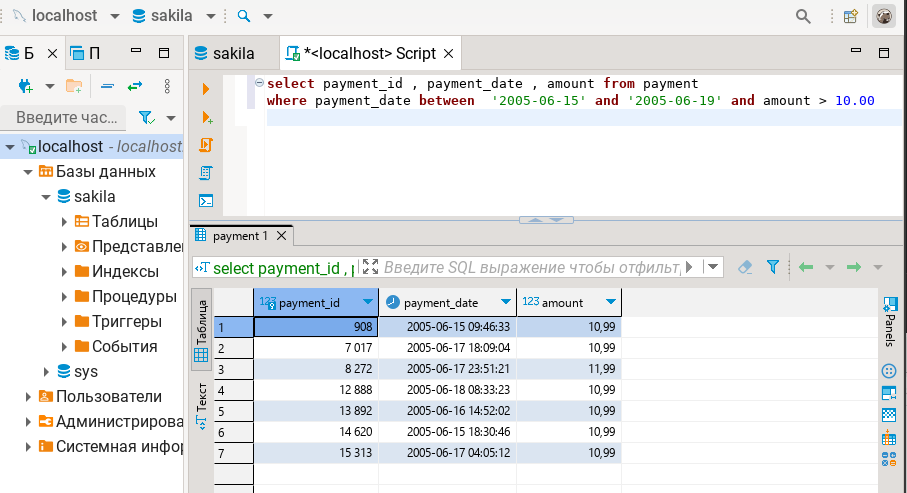 localhost sakila
Б П
Введите час...
localhost - localhost:
Базы данных
sakila
Таблицы
Представле
Индексы
Процедуры
Триггеры
События
sys
Пользователи
Администрирова
Системная инфор
sakila *<localhost> Script
select payment_id , payment_date , amount from payment
where payment_date between '2005-06-15' and '2005-06-19' and amount > 10.00
payment 1
select payment_id , p Введите SQL выражение чтобы отфильт
Таблица
Текст
Panels
123 payment_id payment_date 123 amount
1 908 2005-06-15 09:46:33 10,99
2 7 017 2005-06-17 18:09:04 10,99
3 8 272 2005-06-17 23:51:21 11,99
4 12 888 2005-06-18 08:33:23 10,99
5 13 892 2005-06-16 14:52:02 10,99
6 14 620 2005-06-15 18:30:46 10,99
7 15 313 2005-06-17 04:05:12 10,99